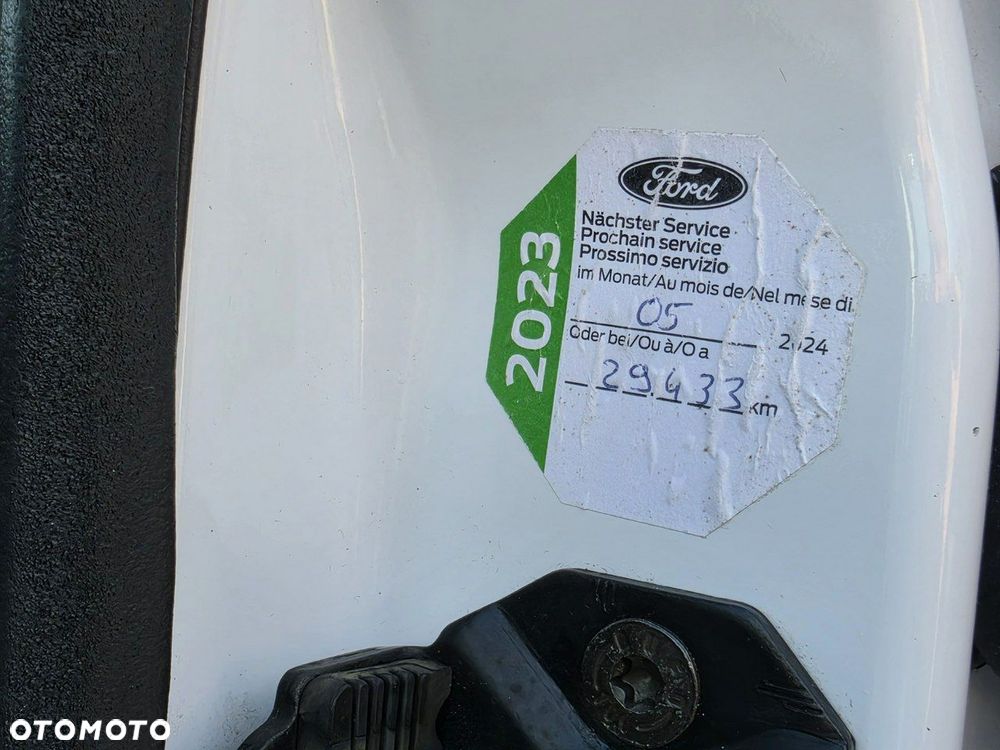 Ford
2023
Nächster Service
Prochain service
Prossimo servizio
im Monat/Au mois de/Nel mese di
05 2024
Oder bei/Ou à/O a
29433 km
OTOMOTO